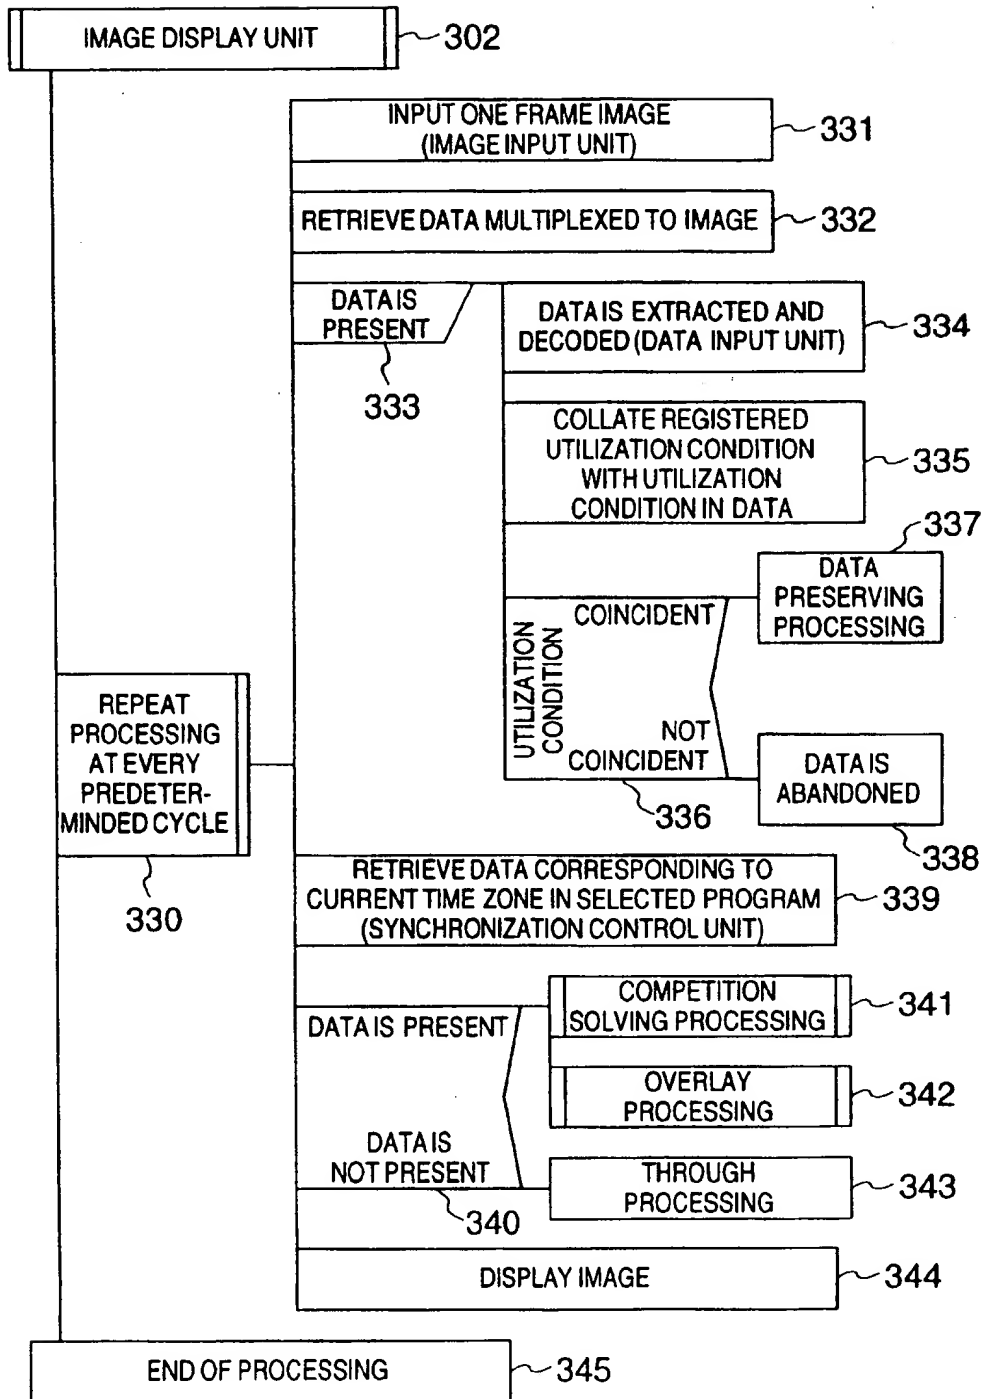 IMAGE DISPLAY UNIT
302
INPUT ONE FRAME IMAGE
(IMAGE INPUT UNIT)
331
RETRIEVE DATA MULTIPLEXED TO IMAGE
332
DATA IS
PRESENT
333
DATA IS EXTRACTED AND
DECODED (DATA INPUT UNIT)
334
COLLATE REGISTERED
UTILIZATION CONDITION
WITH UTILIZATION
CONDITION IN DATA
335
UTILIZATION
CONDITION
COINCIDENT
NOT
COINCIDENT
336
337
DATA
PRESERVING
PROCESSING
DATA IS
ABANDONED
338
REPEAT
PROCESSING
AT EVERY
PREDETER-
MINDED CYCLE
330
RETRIEVE DATA CORRESPONDING TO
CURRENT TIME ZONE IN SELECTED PROGRAM
(SYNCHRONIZATION CONTROL UNIT)
339
DATA IS PRESENT
DATA IS
NOT PRESENT
340
COMPETITION
SOLVING PROCESSING
341
OVERLAY
PROCESSING
342
THROUGH
PROCESSING
343
DISPLAY IMAGE
344
END OF PROCESSING
345